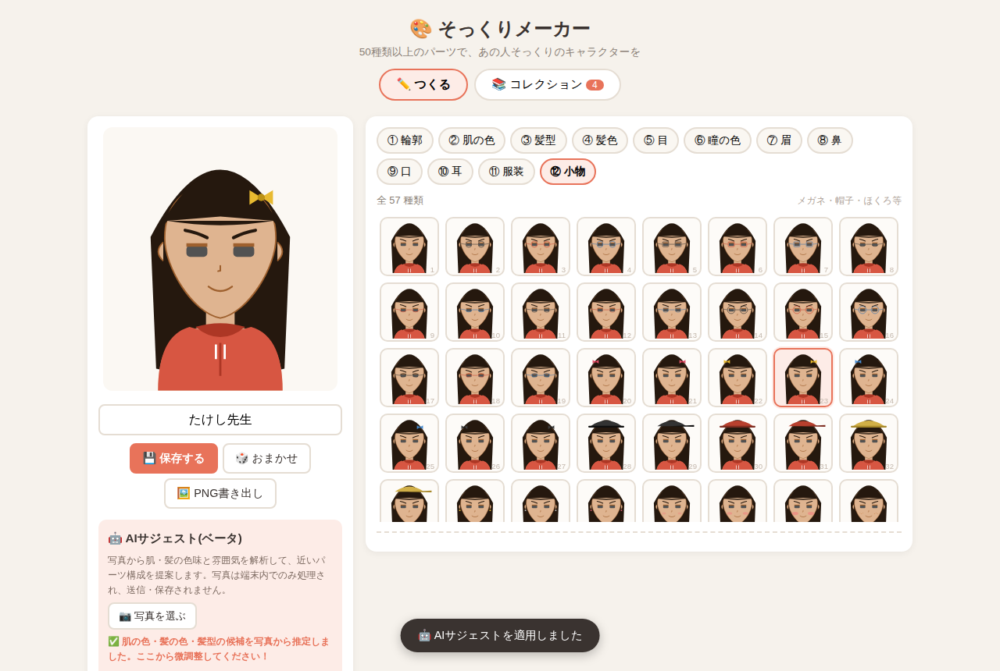 🎨 そっくりメーカー
50種類以上のパーツで、あの人そっくりのキャラクターを
✏️ つくる
📚 コレクション 4
① 輪郭
② 肌の色
③ 髪型
④ 髪色
⑤ 目
⑥ 瞳の色
⑦ 眉
⑧ 鼻
⑨ 口
⑩ 耳
⑪ 服装
⑫ 小物
全 57 種類
メガネ・帽子・ほくろ等
1
2
3
4
5
6
7
8
9
10
11
12
13
14
15
16
17
18
19
20
21
22
23
24
25
26
27
28
29
30
31
32
たけし先生
💾 保存する
🎲 おまかせ
🖼️ PNG書き出し
🤖 AIサジェスト(ベータ)
写真から肌・髪の色味と雰囲気を解析して、近いパ
ーツ構成を提案します。写真は端末内でのみ処理さ
れ、送信・保存されません。
📷 写真を選ぶ
✅ 肌の色・髪の色・髪型の候補を写真から推定しま
した。ここから微調整してください！
🤖 AIサジェストを適用しました